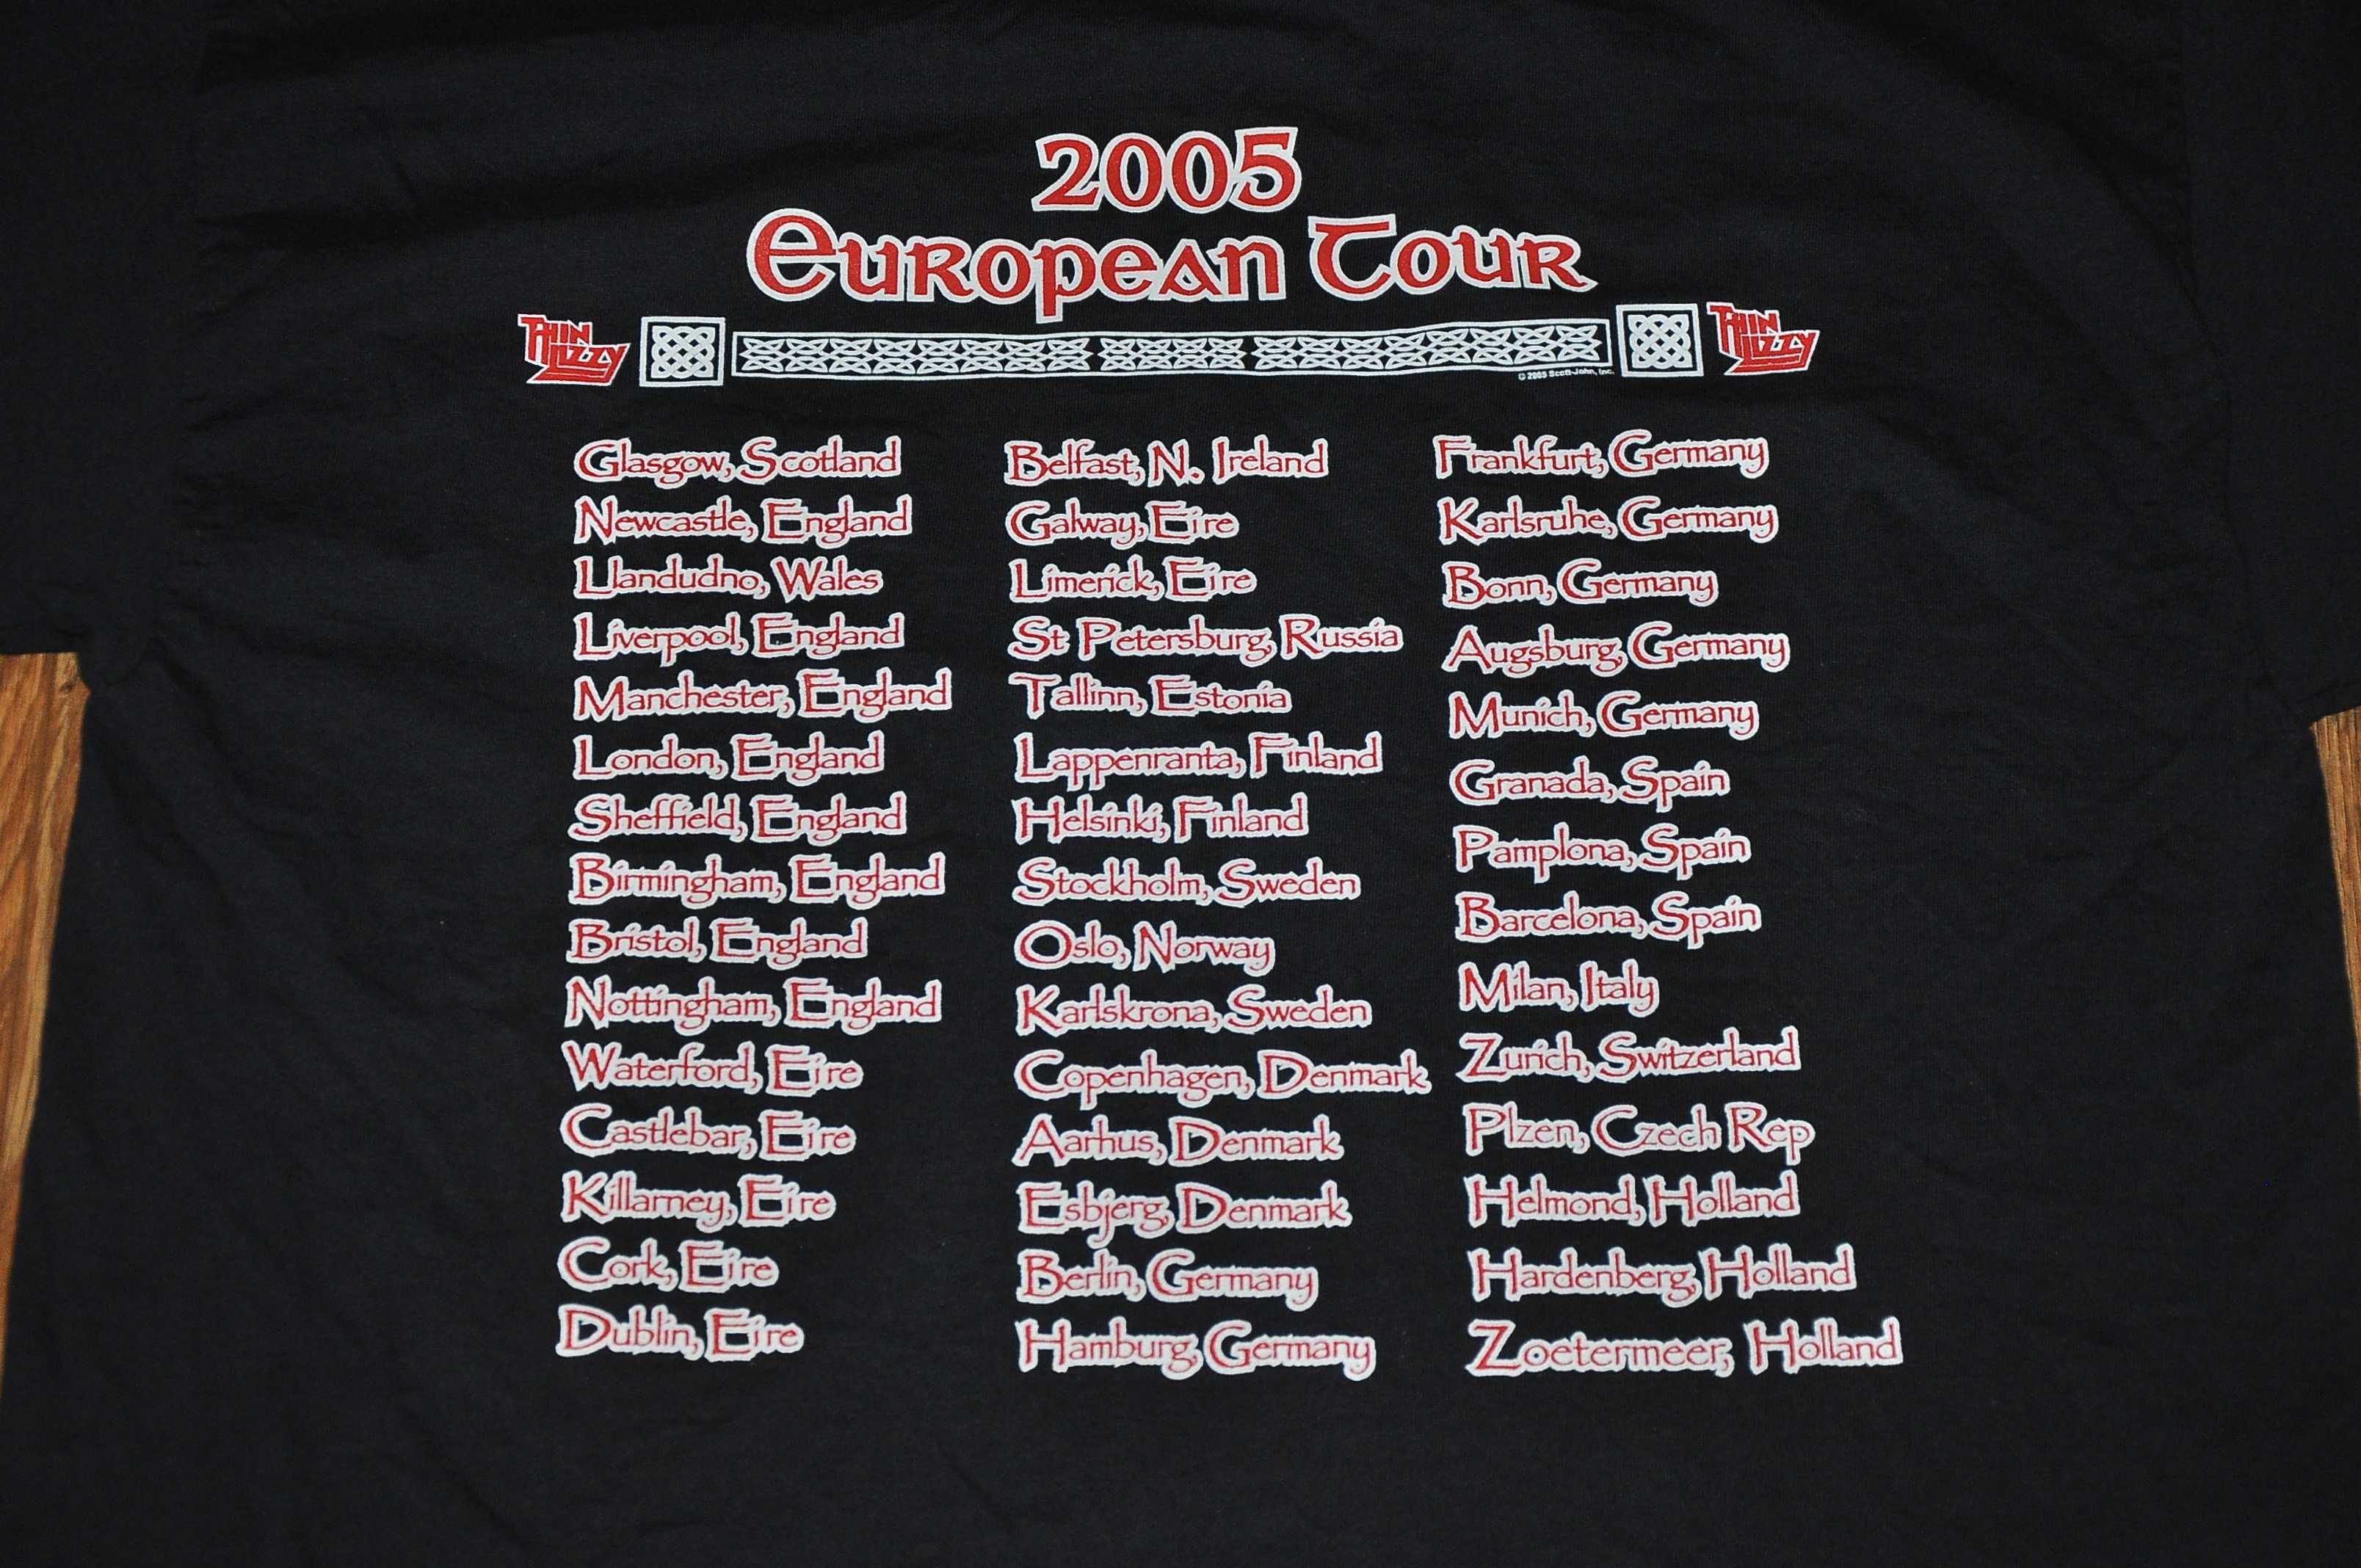 2005
European Tour
THIN LIZZY
THIN LIZZY
© 2005 Scott-John, Inc.
Glasgow, Scotland
Newcastle, England
Llandudno, Wales
Liverpool, England
Manchester, England
London, England
Sheffield, England
Birmingham, England
Bristol, England
Nottingham, England
Waterford, Eire
Castlebar, Eire
Killarney, Eire
Cork, Eire
Dublin, Eire
Belfast, N. Ireland
Galway, Eire
Limerick, Eire
St Petersburg, Russia
Tallinn, Estonia
Lappenranta, Finland
Helsinki, Finland
Stockholm, Sweden
Oslo, Norway
Karlskrona, Sweden
Copenhagen, Denmark
Aarhus, Denmark
Esbjerg, Denmark
Berlin, Germany
Hamburg, Germany
Frankfurt, Germany
Karlsruhe, Germany
Bonn, Germany
Augsburg, Germany
Munich, Germany
Granada, Spain
Pamplona, Spain
Barcelona, Spain
Milan, Italy
Zurich, Switzerland
Plzen, Czech Rep
Helmond, Holland
Hardenberg, Holland
Zoetermeer, Holland